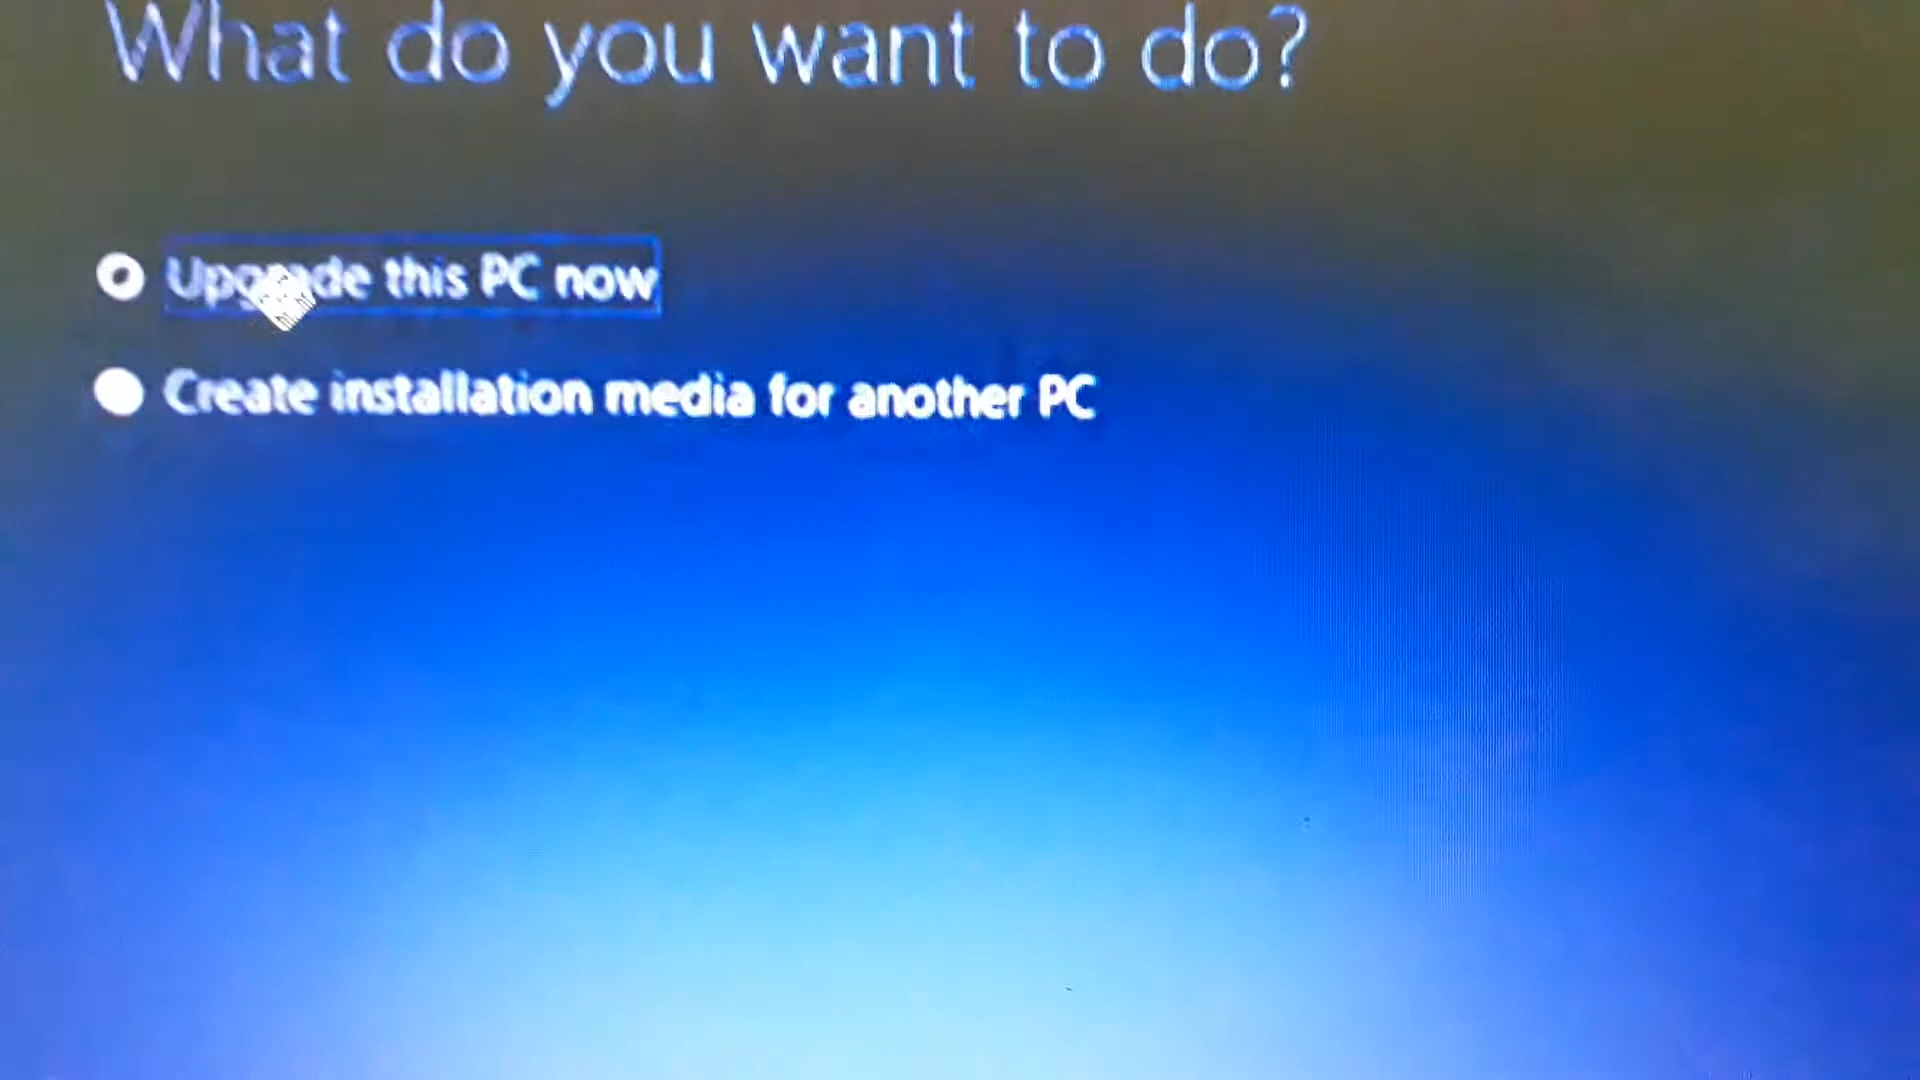 What do you want to do?
Upgrade this PC now
Create installation media for another PC